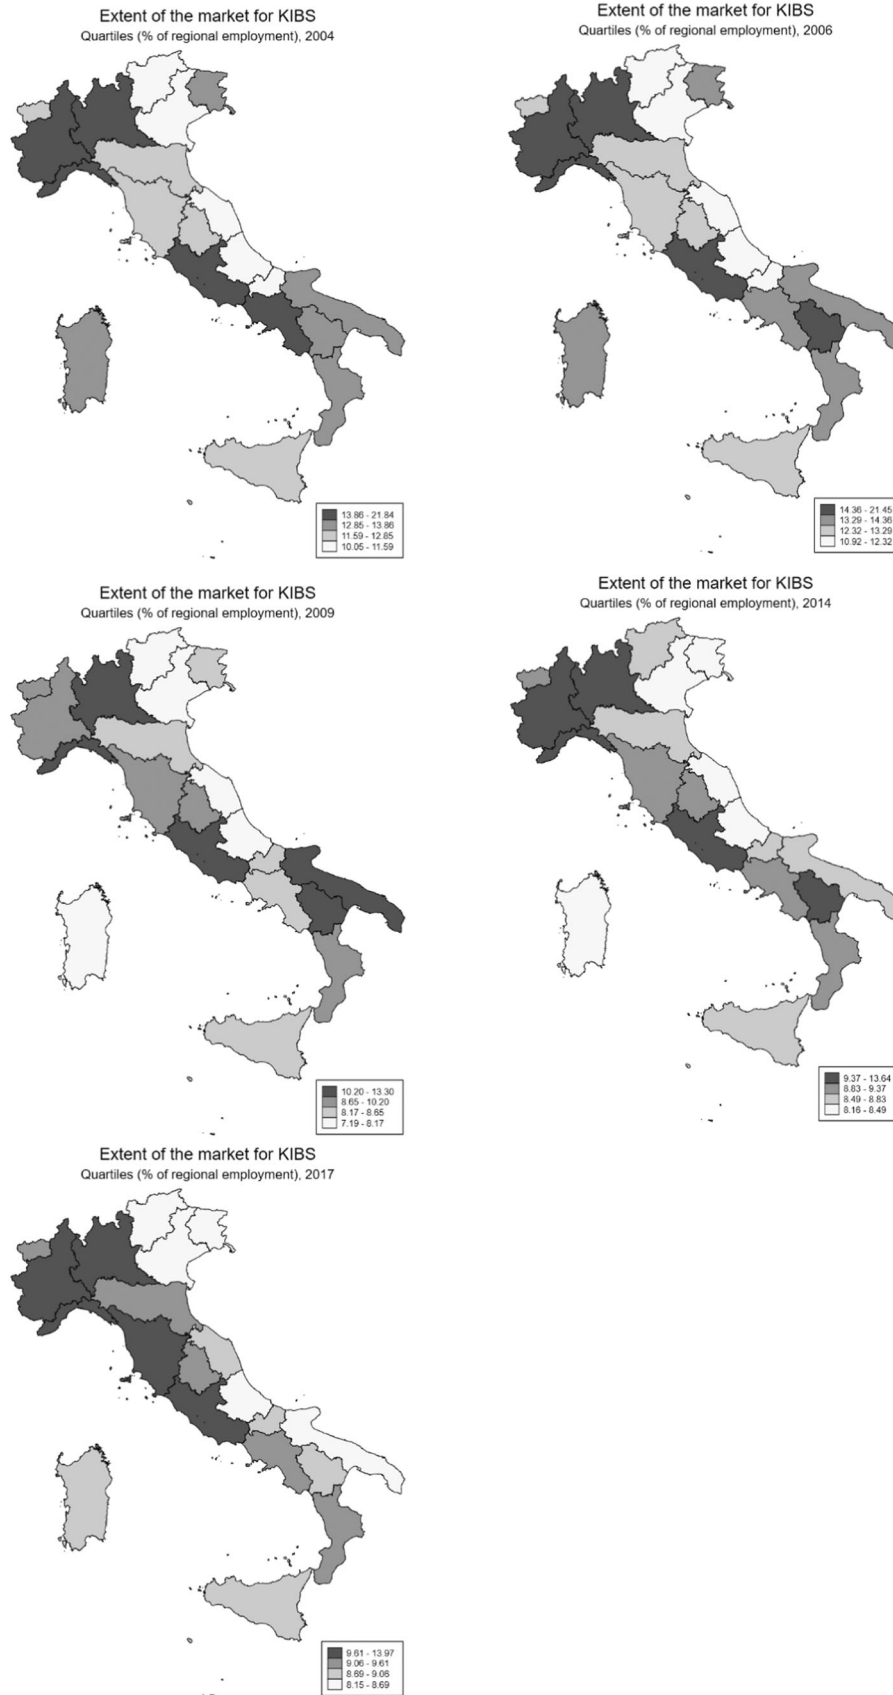 Extent of the market for KIBS
Quartiles (% of regional employment), 2004
13.86 - 21.84
12.85 - 13.86
11.59 - 12.85
10.05 - 11.59
Extent of the market for KIBS
Quartiles (% of regional employment), 2006
14.36 - 21.45
13.29 - 14.36
12.32 - 13.29
10.92 - 12.32
Extent of the market for KIBS
Quartiles (% of regional employment), 2009
10.20 - 13.30
8.65 - 10.20
8.17 - 8.65
7.19 - 8.17
Extent of the market for KIBS
Quartiles (% of regional employment), 2014
9.37 - 13.64
8.83 - 9.37
8.49 - 8.83
8.16 - 8.49
Extent of the market for KIBS
Quartiles (% of regional employment), 2017
9.61 - 13.97
9.06 - 9.61
8.69 - 9.06
8.15 - 8.69